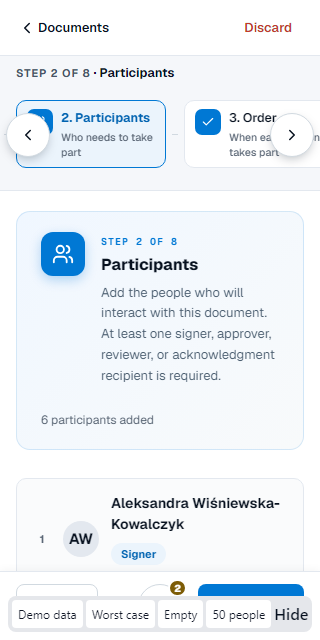 Documents
Discard
STEP 2 OF 8 · Participants
2. Participants
Who needs to take
part
3. Order
When
takes part
STEP 2 OF 8
Participants
Add the people who will
interact with this document.
At least one signer, approver,
reviewer, or acknowledgment
recipient is required.
6 participants added
1
AW
Aleksandra Wiśniewska-
Kowalczyk
Signer
2
Demo data
Worst case
Empty
50 people
Hide